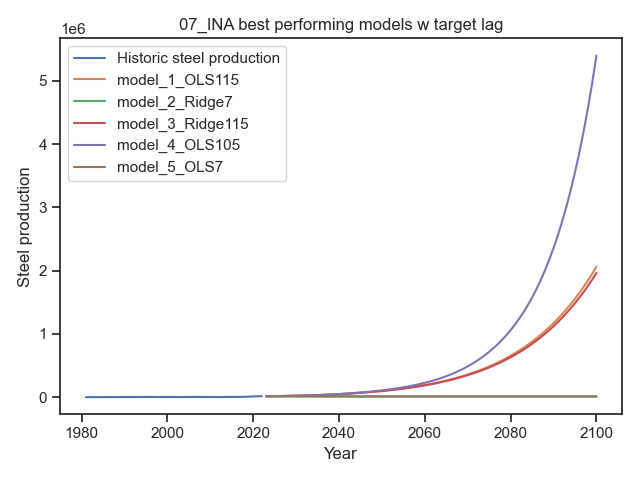 07_INA best performing models w target lag
1e6
Historic steel production
model_1_OLS115
model_2_Ridge7
model_3_Ridge115
model_4_OLS105
model_5_OLS7
5
4
3
2
1
0
Steel production
1980
2000
2020
2040
2060
2080
2100
Year